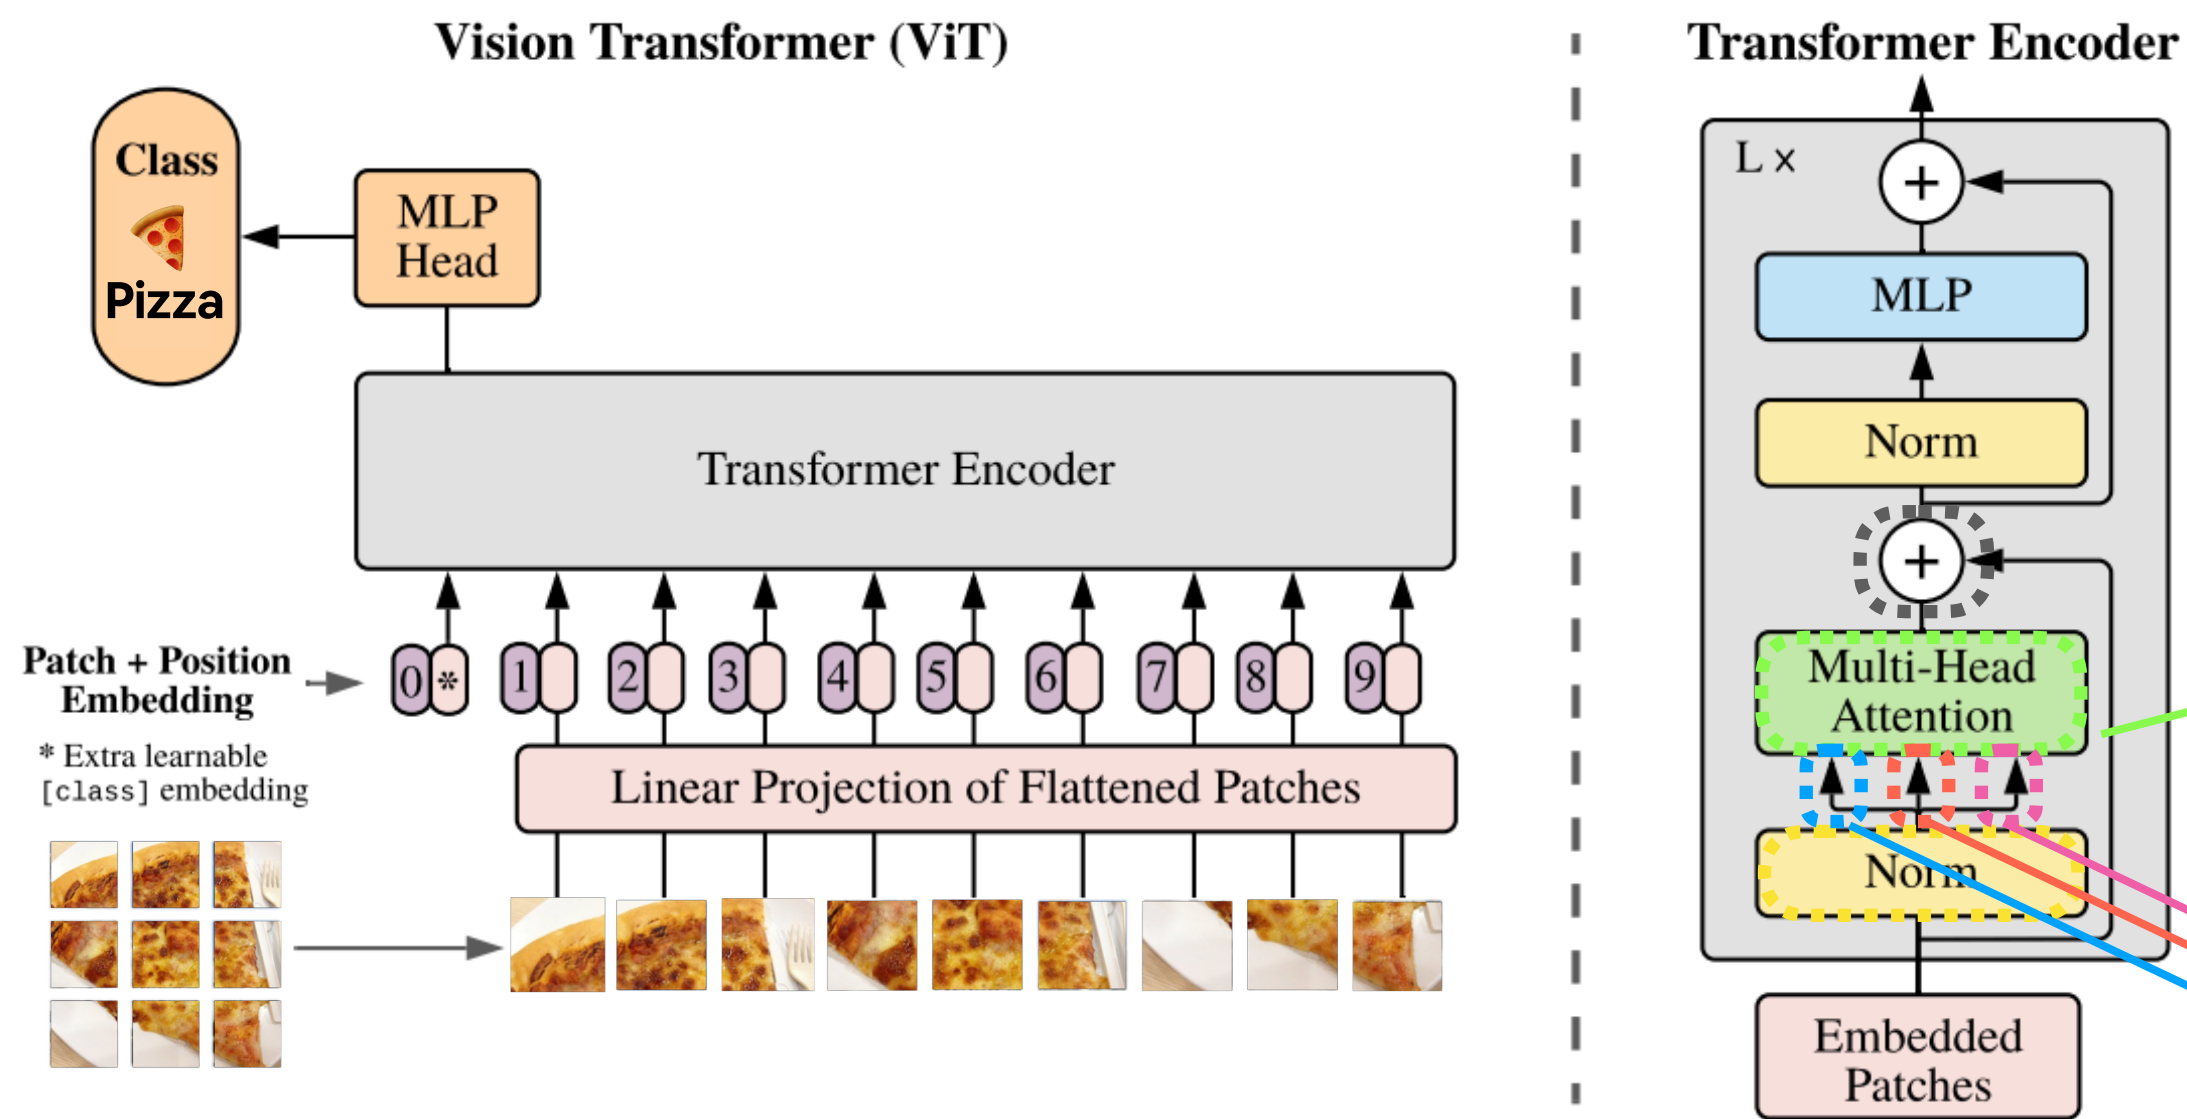 Vision Transformer (ViT)
Class
Pizza
MLP
Head
Transformer Encoder
Patch + Position
Embedding
0 * 1 2 3 4 5 6 7 8 9
* Extra learnable
[class] embedding
Linear Projection of Flattened Patches
Transformer Encoder
L ×
+
MLP
Norm
+
Multi-Head
Attention
Norm
Embedded
Patches